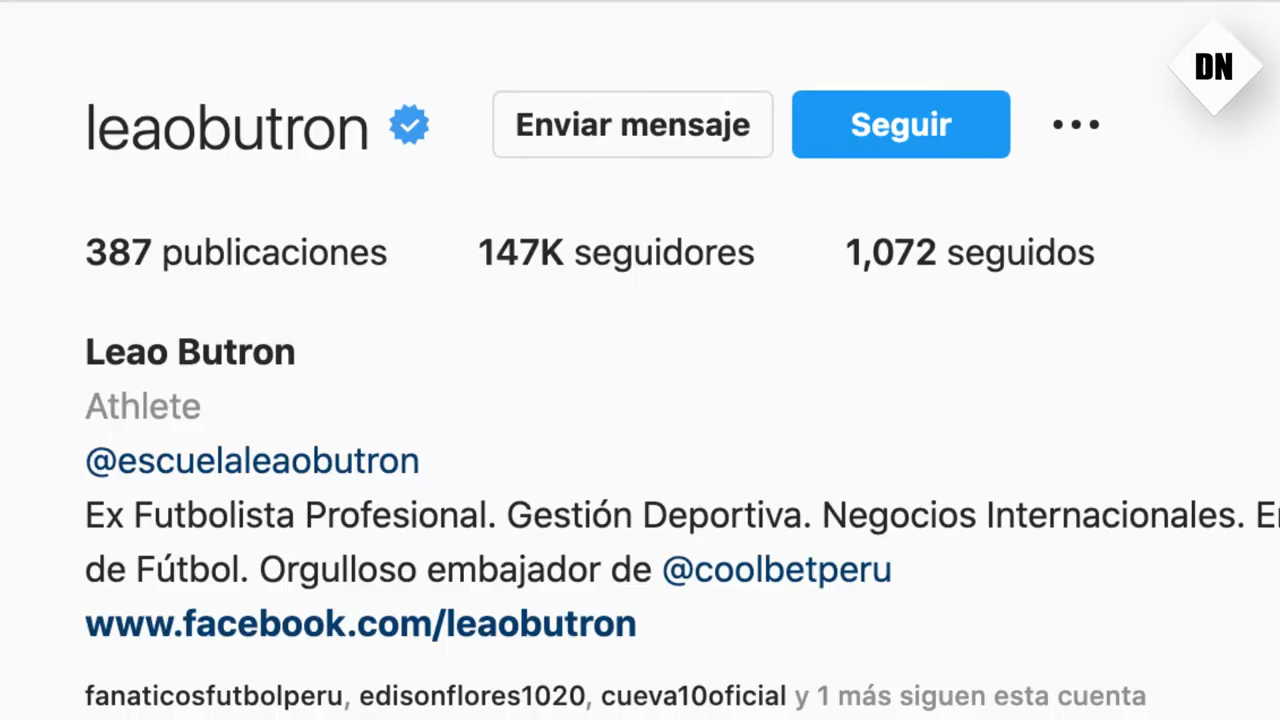 DN
leaobutron
Enviar mensaje
Seguir
387 publicaciones
147K seguidores
1,072 seguidos
Leao Butron
Athlete
@escuelaleaobutron
Ex Futbolista Profesional. Gestión Deportiva. Negocios Internacionales.
de Fútbol. Orgulloso embajador de @coolbetperu
www.facebook.com/leaobutron
fanaticosfutbolperu, edisonflores1020, cueva10oficial y 1 más siguen esta cuenta